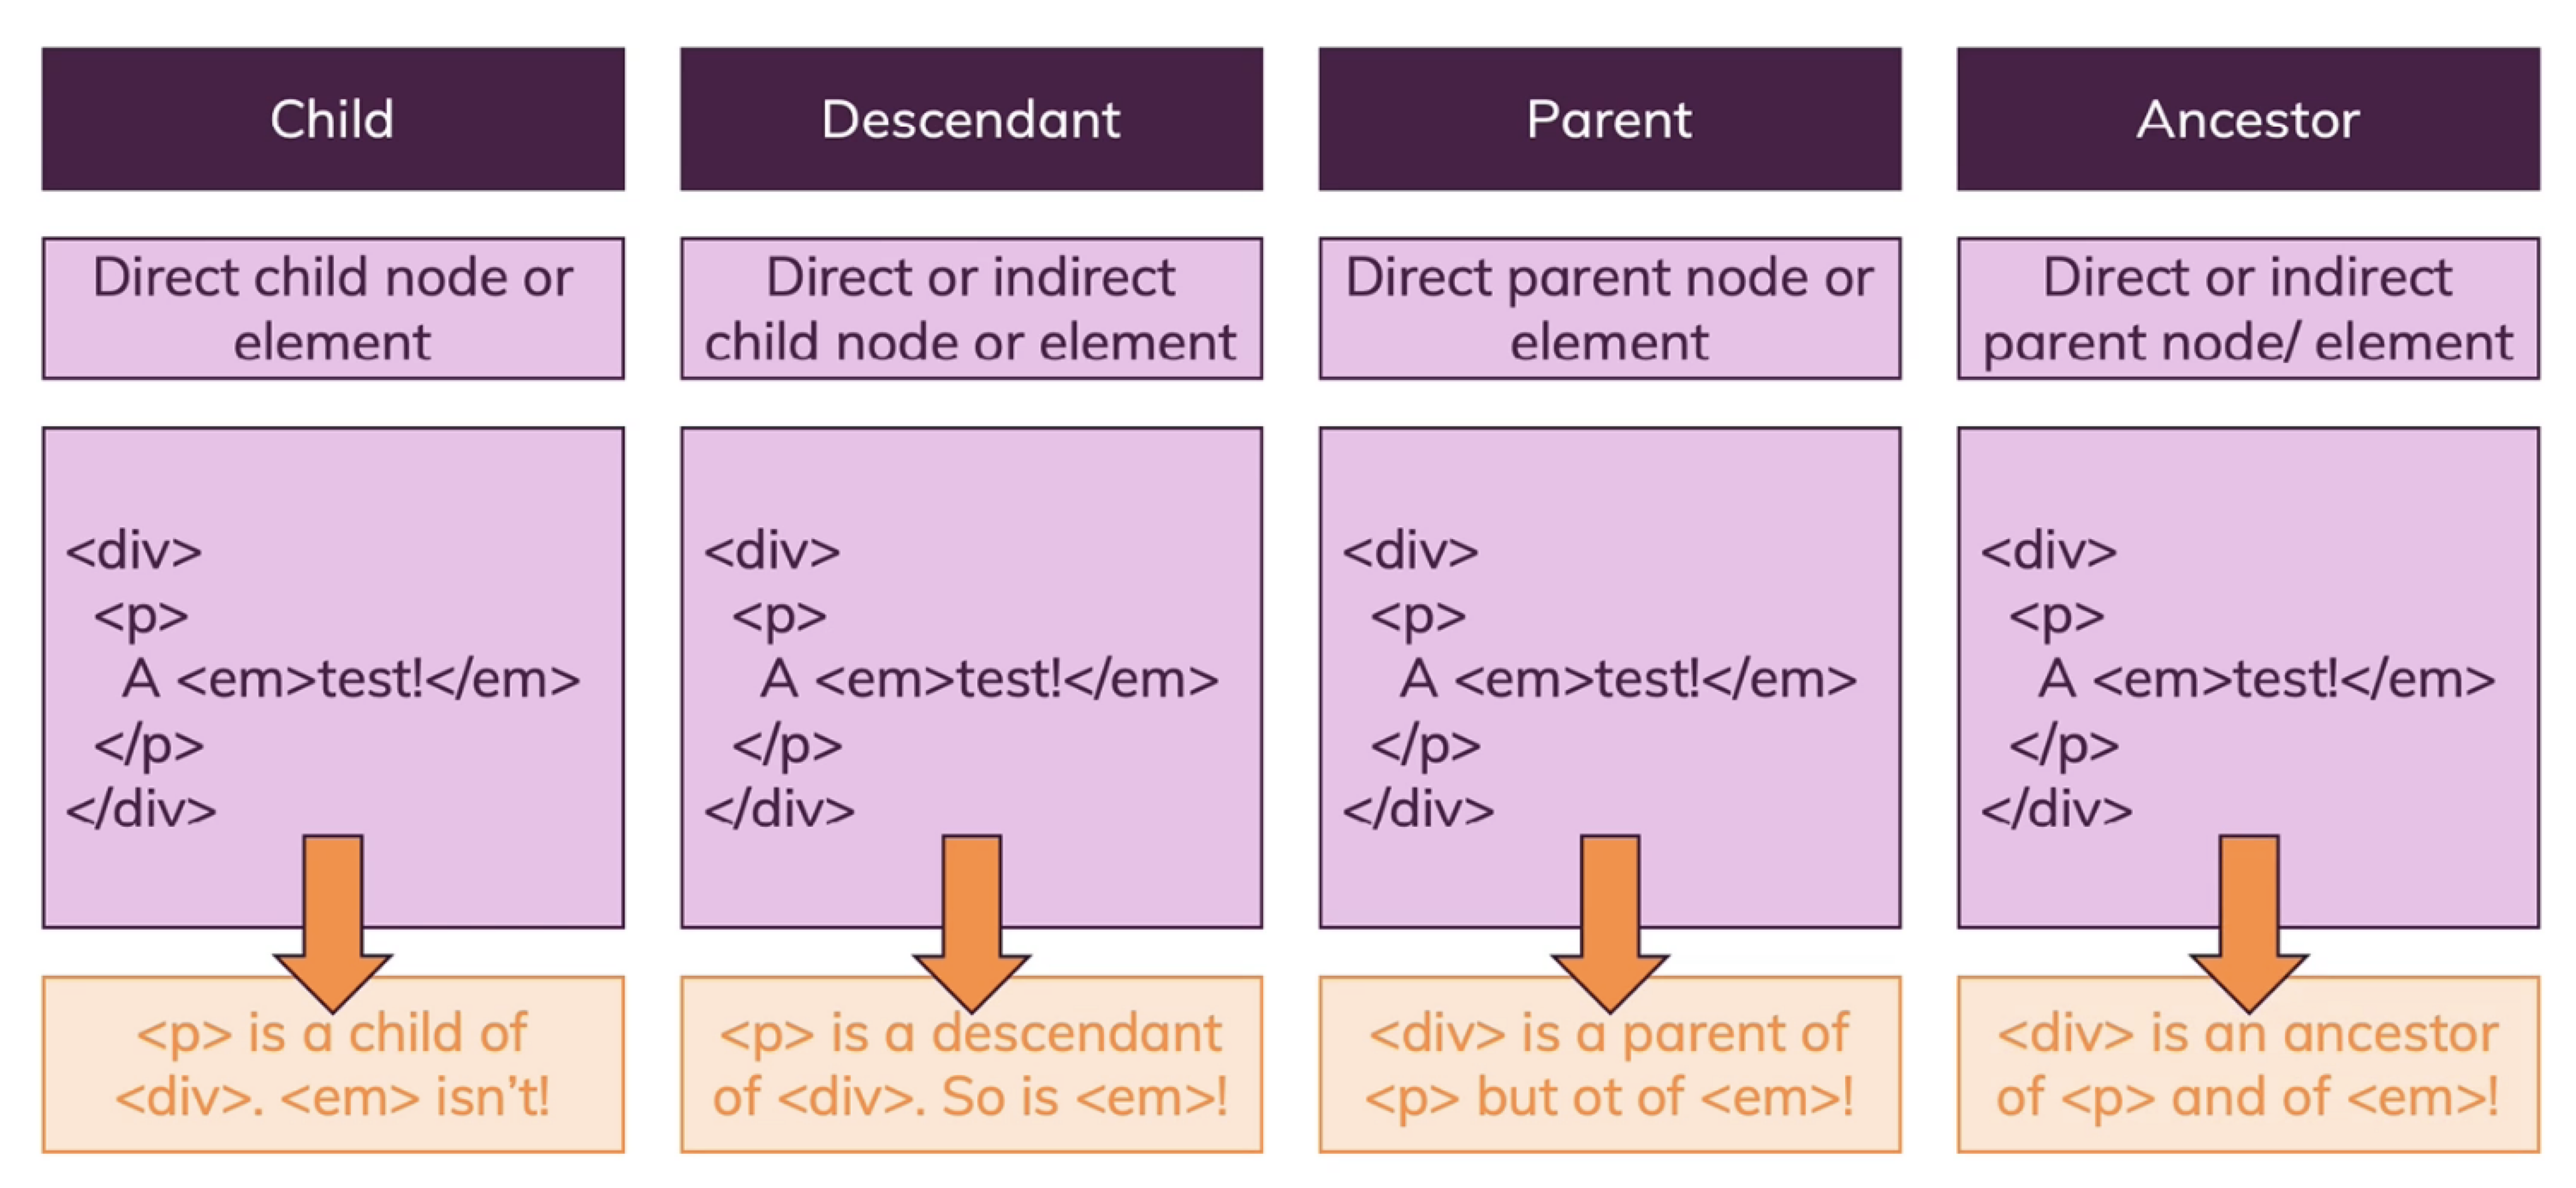 Child
Direct child node or
element
<div>
<p>
A <em>test!</em>
</p>
</div>
<p> is a child of
<div>. <em> isn’t!
Descendant
Direct or indirect
child node or element
<div>
<p>
A <em>test!</em>
</p>
</div>
<p> is a descendant
of <div>. So is <em>!
Parent
Direct parent node or
element
<div>
<p>
A <em>test!</em>
</p>
</div>
<div> is a parent of
<p> but ot of <em>!
Ancestor
Direct or indirect
parent node/ element
<div>
<p>
A <em>test!</em>
</p>
</div>
<div> is an ancestor
of <p> and of <em>!